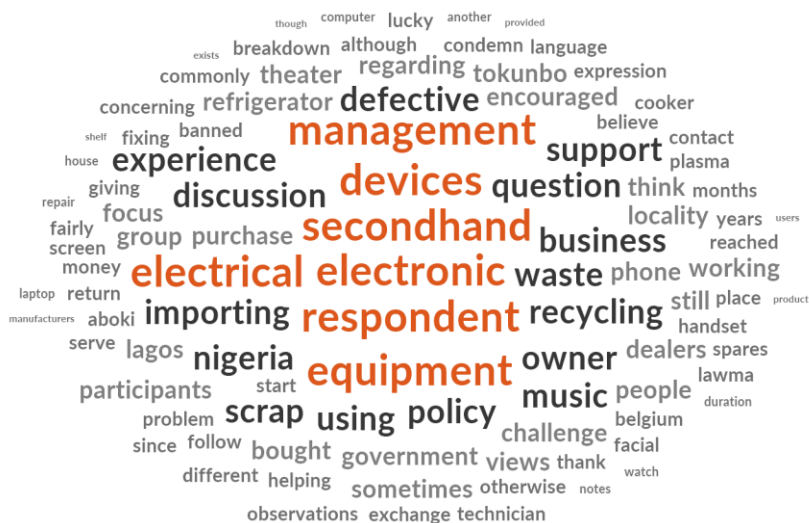 though computer lucky another provided
exists breakdown although condemn language
commonly theater regarding tokunbo expression
concerning refrigerator defective encouraged cooker
shelf fixing banned management believe contact
house experience support plasma
repair giving discussion devices question think months
fairly focus secondhand locality years users
screen group purchase business reached
money electrical electronic waste phone working
laptop return still place product
manufacturers aboki importing respondent recycling handset
serve lagos nigeria equipment owner dealers spares
participants start music people lawma
problem scrap using policy belgium duration
since follow bought government challenge facial
different helping views thank watch
sometimes otherwise notes
observations exchange technician